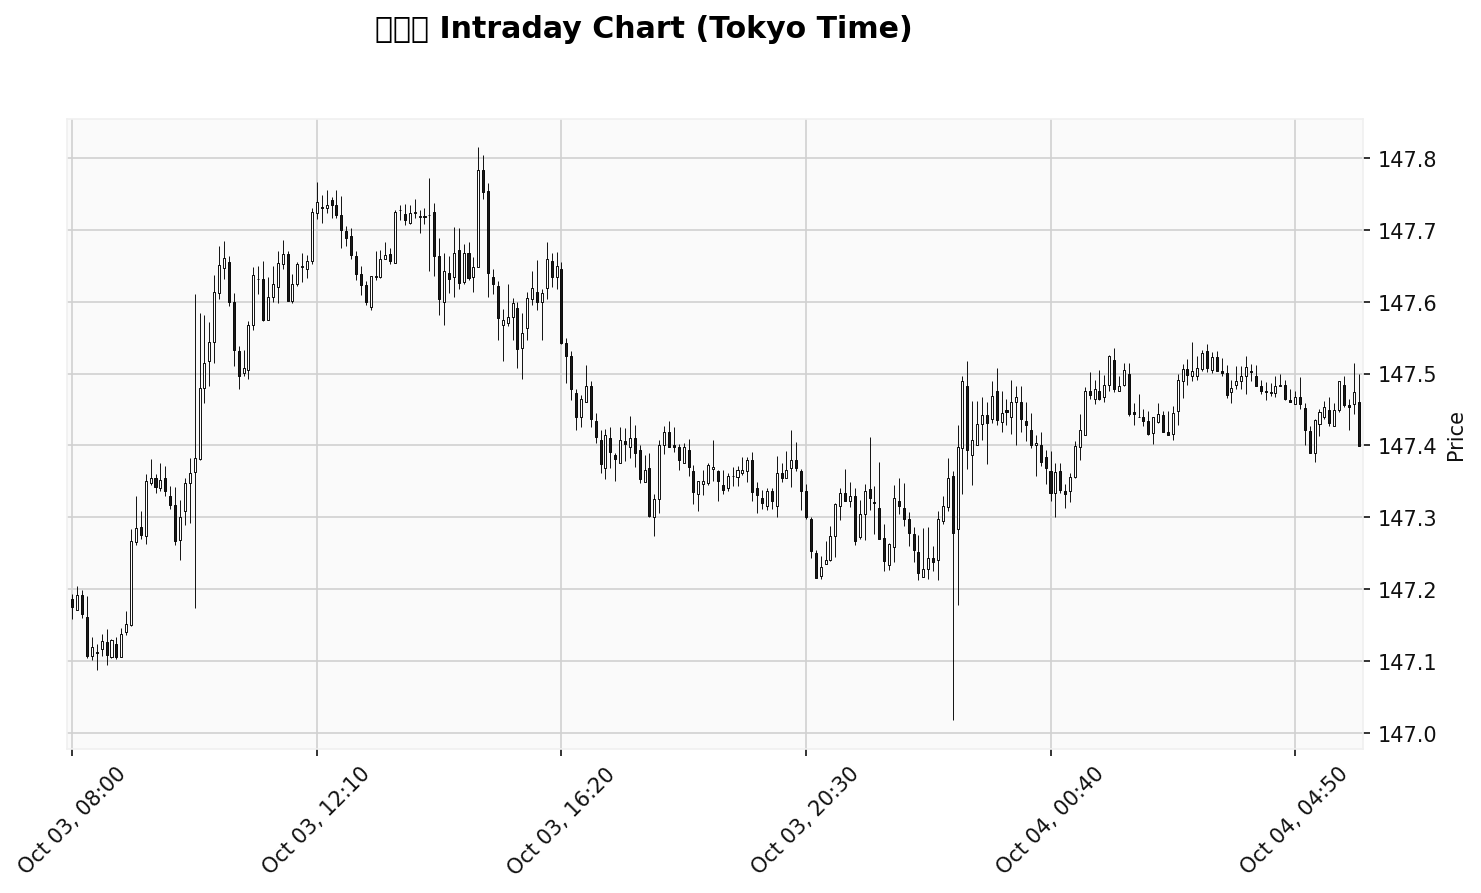 Intraday Chart (Tokyo Time)
147.8
147.7
147.6
147.5
147.4
147.3
147.2
147.1
147.0
Price
Oct 03, 08:00
Oct 03, 12:10
Oct 03, 16:20
Oct 03, 20:30
Oct 04, 00:40
Oct 04, 04:50